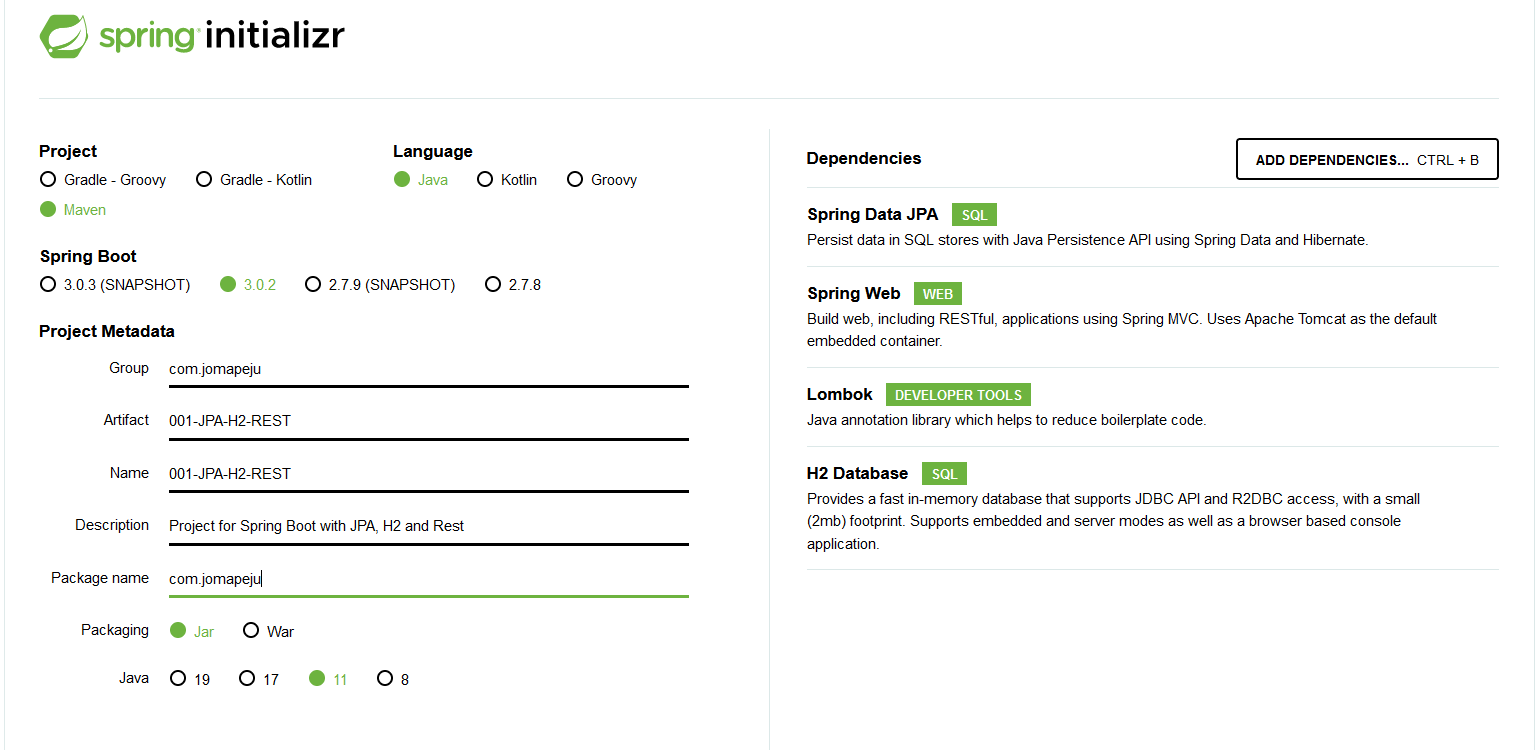 spring initializr
Project
Gradle - Groovy Gradle - Kotlin
Maven
Language
Java Kotlin Groovy
Spring Boot
3.0.3 (SNAPSHOT) 3.0.2 2.7.9 (SNAPSHOT) 2.7.8
Project Metadata
Group com.jomapeju
Artifact 001-JPA-H2-REST
Name 001-JPA-H2-REST
Description Project for Spring Boot with JPA, H2 and Rest
Package name com.jomapeju
Packaging Jar War
Java 19 17 11 8
Dependencies
ADD DEPENDENCIES... CTRL + B
Spring Data JPA SQL
Persist data in SQL stores with Java Persistence API using Spring Data and Hibernate.
Spring Web WEB
Build web, including RESTful, applications using Spring MVC. Uses Apache Tomcat as the default
embedded container.
Lombok DEVELOPER TOOLS
Java annotation library which helps to reduce boilerplate code.
H2 Database SQL
Provides a fast in-memory database that supports JDBC API and R2DBC access, with a small
(2mb) footprint. Supports embedded and server modes as well as a browser based console
application.